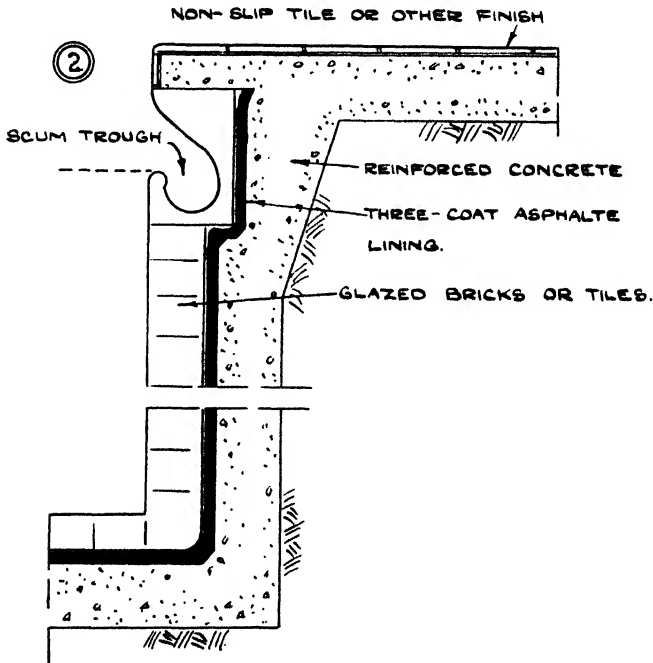 NON-SLIP TILE OR OTHER FINISH
2
SCUM TROUGH
REINFORCED CONCRETE
THREE-COAT ASPHALTE
LINING.
GLAZED BRICKS OR TILES.